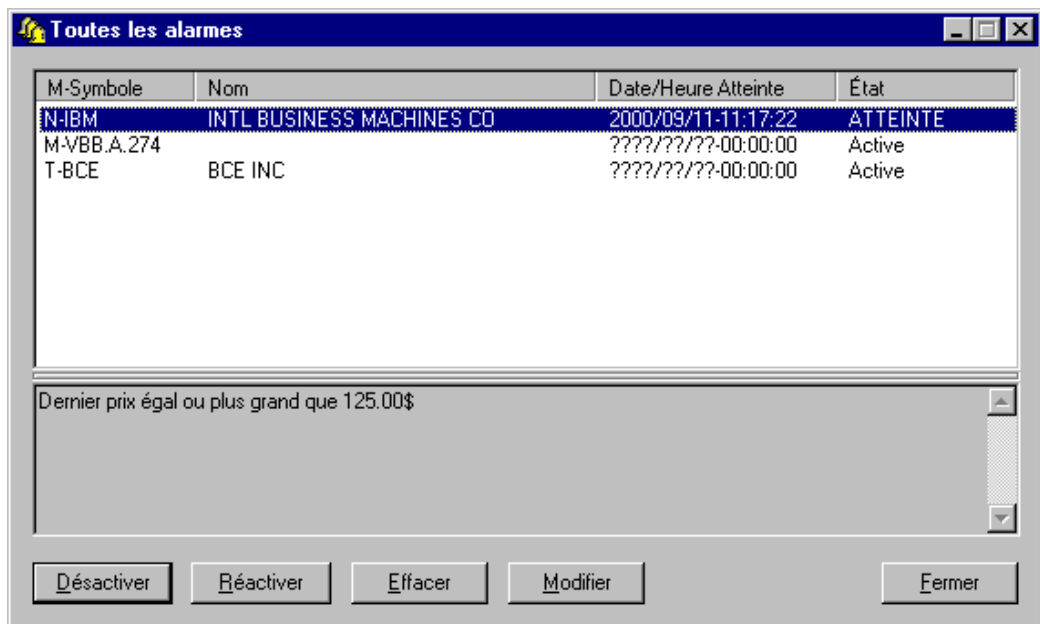 Toutes les alarmes
M-Symbole Nom Date/Heure Atteinte État
N-IBM INTL BUSINESS MACHINES CO 2000/09/11-11:17:22 ATTEINTE
M-VBB.A.274 ????/??/??-00:00:00 Active
T-BCE BCE INC ????/??/??-00:00:00 Active
Dernier prix égal ou plus grand que 125.00$
Désactiver Réactiver Effacer Modifier Fermer